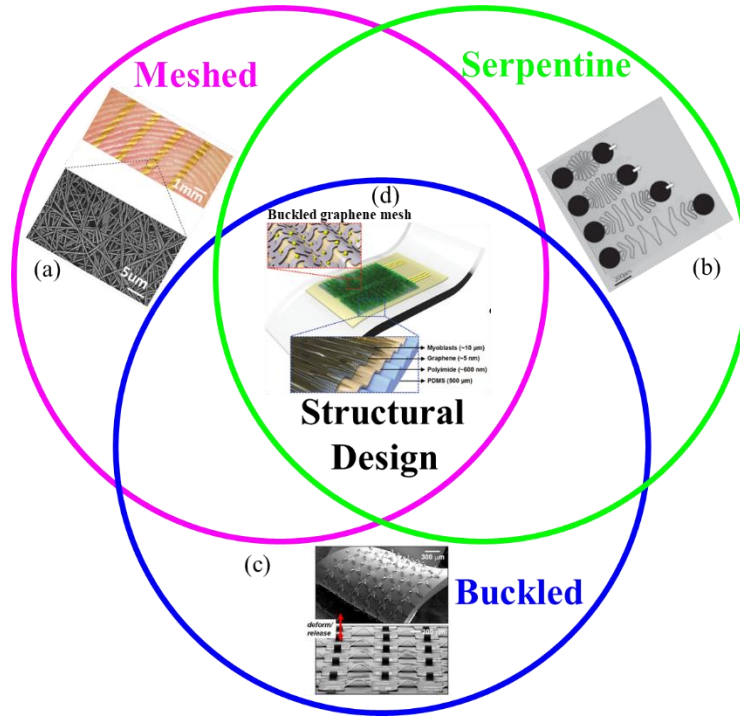 Meshed
Serpentine
1mm
5um
(a)
(d)
Buckled graphene mesh
Myoblasts (~10 μm)
Graphene (~5 nm)
Polyimide (~600 nm)
PDMS (500 μm)
(b)
Structural
Design
(c)
300 μm
deform/
release
Buckled